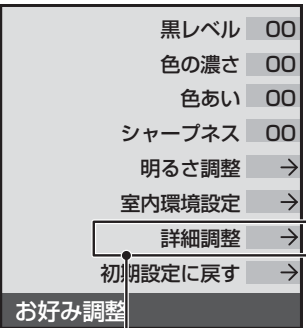 黒レベル 00
色の濃さ 00
色あい 00
シャープネス 00
明るさ調整 →
室内環境設定 →
詳細調整 →
初期設定に戻す →
お好み調整